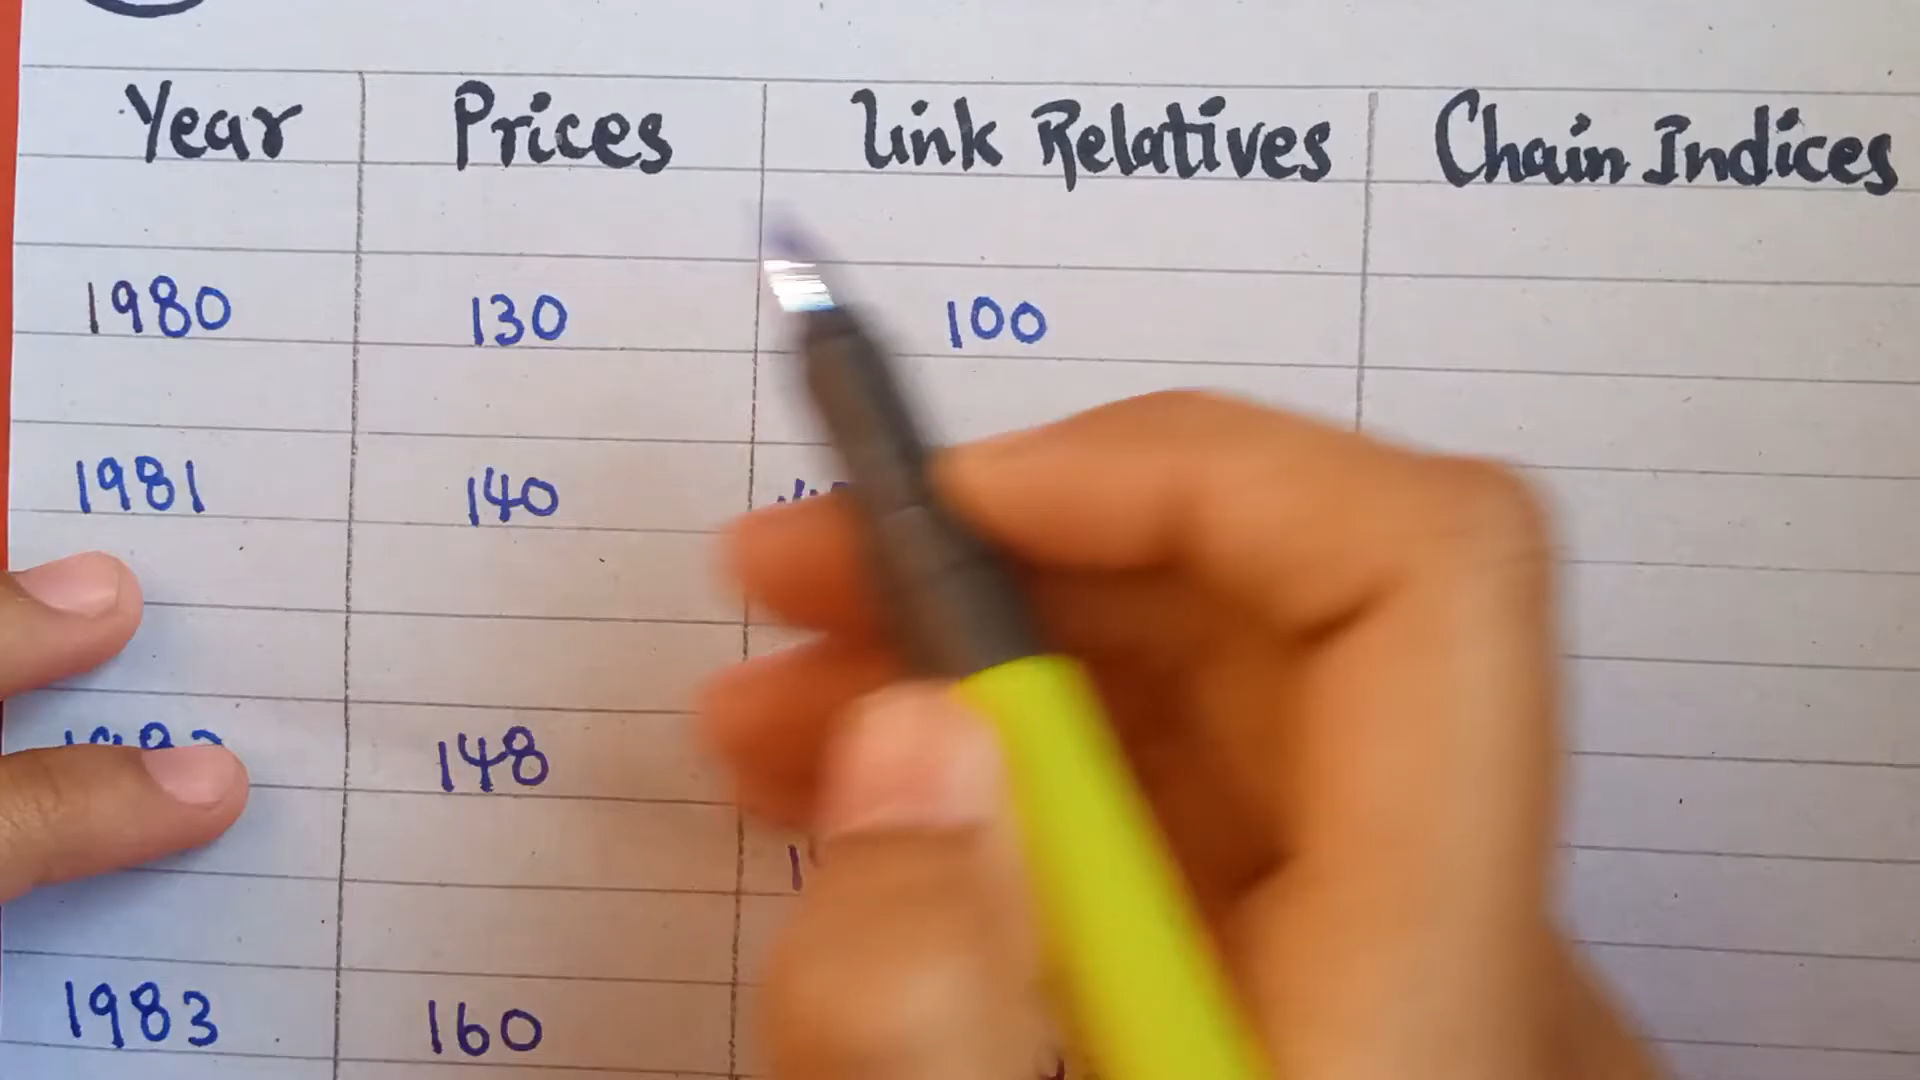 Year Prices Link Relatives Chain Indices
1980 130 100
1981 140
148
1983 160